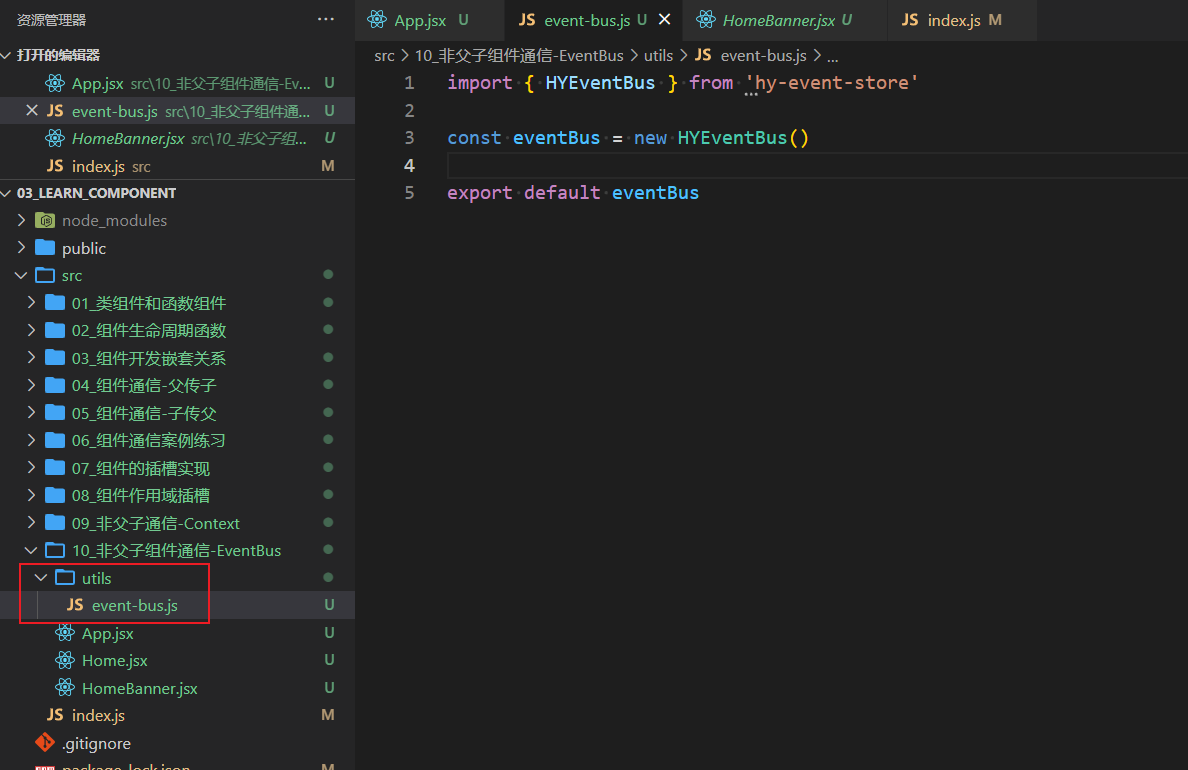 资源管理器 ···
打开的编辑器
App.jsx src\10_非父子组件通信-Ev... U
JS event-bus.js src\10_非父子组件通... U
HomeBanner.jsx src\10_非父子组... U
JS index.js src M
03_LEARN_COMPONENT
node_modules
public
src
01_类组件和函数组件
02_组件生命周期函数
03_组件开发嵌套关系
04_组件通信-父传子
05_组件通信-子传父
06_组件通信案例练习
07_组件的插槽实现
08_组件作用域插槽
09_非父子通信-Context
10_非父子组件通信-EventBus
utils
JS event-bus.js U
App.jsx U
Home.jsx U
HomeBanner.jsx U
JS index.js M
.gitignore
package-lock.json M
App.jsx U JS event-bus.js U HomeBanner.jsx U JS index.js M
src > 10_非父子组件通信-EventBus > utils > JS event-bus.js > ...
1 import { HYEventBus } from 'hy-event-store'
2
3 const eventBus = new HYEventBus()
4
5 export default eventBus